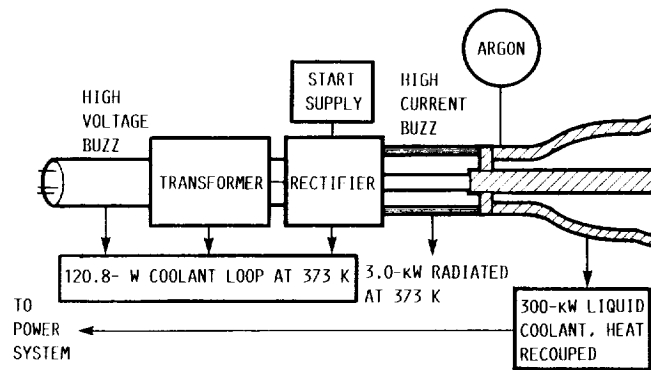 ARGON
START
SUPPLY
HIGH
VOLTAGE
BUZZ
HIGH
CURRENT
BUZZ
TRANSFORMER
RECTIFIER
120.8- W COOLANT LOOP AT 373 K
3.0-KW RADIATED
AT 373 K
TO
POWER
SYSTEM
300-KW LIQUID
COOLANT, HEAT
RECOUPED